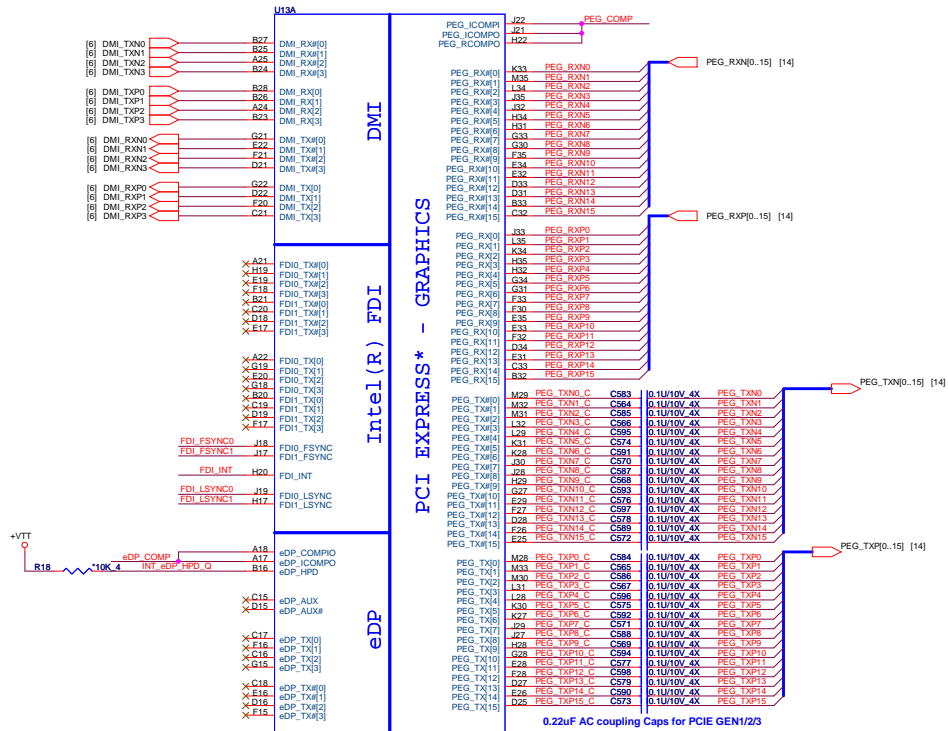 U13A
[6] DMI_TXN0 B27 DMI_RX#[0]
[6] DMI_TXN1 B25 DMI_RX#[1]
[6] DMI_TXN2 A25 DMI_RX#[2]
[6] DMI_TXN3 B24 DMI_RX#[3]
[6] DMI_TXP0 B28 DMI_RX[0]
[6] DMI_TXP1 B26 DMI_RX[1]
[6] DMI_TXP2 A24 DMI_RX[2]
[6] DMI_TXP3 B23 DMI_RX[3]
[6] DMI_RXN0 G21 DMI_TX#[0]
[6] DMI_RXN1 E22 DMI_TX#[1]
[6] DMI_RXN2 F21 DMI_TX#[2]
[6] DMI_RXN3 D21 DMI_TX#[3]
[6] DMI_RXP0 G22 DMI_TX[0]
[6] DMI_RXP1 D22 DMI_TX[1]
[6] DMI_RXP2 F20 DMI_TX[2]
[6] DMI_RXP3 C21 DMI_TX[3]
DMI
A21 FDI0_TX#[0]
H19 FDI0_TX#[1]
E19 FDI0_TX#[2]
F18 FDI0_TX#[3]
B21 FDI1_TX#[0]
C20 FDI1_TX#[1]
D18 FDI1_TX#[2]
E17 FDI1_TX#[3]
A22 FDI0_TX[0]
G19 FDI0_TX[1]
E20 FDI0_TX[2]
G18 FDI0_TX[3]
B20 FDI1_TX[0]
C19 FDI1_TX[1]
D19 FDI1_TX[2]
F17 FDI1_TX[3]
FDI_FSYNC0 J18 FDI0_FSYNC
FDI_FSYNC1 J17 FDI1_FSYNC
FDI_INT H20 FDI_INT
FDI_LSYNC0 J19 FDI0_LSYNC
FDI_LSYNC1 H17 FDI1_LSYNC
Intel(R) FDI
+VTT
eDP_COMP A18 eDP_COMPIO
A17 eDP_ICOMPO
R18 *10K_4 INT_eDP_HPD_Q B16 eDP_HPD
C15 eDP_AUX
D15 eDP_AUX#
C17 eDP_TX[0]
F16 eDP_TX[1]
C16 eDP_TX[2]
G15 eDP_TX[3]
C18 eDP_TX#[0]
E16 eDP_TX#[1]
D16 eDP_TX#[2]
F15 eDP_TX#[3]
eDP
PCI EXPRESS* - GRAPHICS
PEG_ICOMPI J22 PEG_COMP
PEG_ICOMPO J21
PEG_RCOMPO H22
PEG_RX#[0] K33 PEG_RXN0
PEG_RX#[1] M35 PEG_RXN1
PEG_RX#[2] L34 PEG_RXN2
PEG_RX#[3] J35 PEG_RXN3
PEG_RX#[4] J32 PEG_RXN4
PEG_RX#[5] H34 PEG_RXN5
PEG_RX#[6] H31 PEG_RXN6
PEG_RX#[7] G33 PEG_RXN7
PEG_RX#[8] G30 PEG_RXN8
PEG_RX#[9] F35 PEG_RXN9
PEG_RX#[10] E34 PEG_RXN10
PEG_RX#[11] E32 PEG_RXN11
PEG_RX#[12] D33 PEG_RXN12
PEG_RX#[13] D31 PEG_RXN13
PEG_RX#[14] B33 PEG_RXN14
PEG_RX#[15] C32 PEG_RXN15
PEG_RXN[0..15] [14]
PEG_RX[0] J33 PEG_RXP0
PEG_RX[1] L35 PEG_RXP1
PEG_RX[2] K34 PEG_RXP2
PEG_RX[3] H35 PEG_RXP3
PEG_RX[4] H32 PEG_RXP4
PEG_RX[5] G34 PEG_RXP5
PEG_RX[6] G31 PEG_RXP6
PEG_RX[7] F33 PEG_RXP7
PEG_RX[8] F30 PEG_RXP8
PEG_RX[9] E35 PEG_RXP9
PEG_RX[10] E33 PEG_RXP10
PEG_RX[11] F32 PEG_RXP11
PEG_RX[12] D34 PEG_RXP12
PEG_RX[13] E31 PEG_RXP13
PEG_RX[14] C33 PEG_RXP14
PEG_RX[15] B32 PEG_RXP15
PEG_RXP[0..15] [14]
PEG_TX#[0] M29 PEG_TXN0_C C583 0.1U/10V_4X PEG_TXN0
PEG_TX#[1] M32 PEG_TXN1_C C564 0.1U/10V_4X PEG_TXN1
PEG_TX#[2] M31 PEG_TXN2_C C585 0.1U/10V_4X PEG_TXN2
PEG_TX#[3] L32 PEG_TXN3_C C566 0.1U/10V_4X PEG_TXN3
PEG_TX#[4] L29 PEG_TXN4_C C595 0.1U/10V_4X PEG_TXN4
PEG_TX#[5] K31 PEG_TXN5_C C574 0.1U/10V_4X PEG_TXN5
PEG_TX#[6] K28 PEG_TXN6_C C591 0.1U/10V_4X PEG_TXN6
PEG_TX#[7] J30 PEG_TXN7_C C570 0.1U/10V_4X PEG_TXN7
PEG_TX#[8] J28 PEG_TXN8_C C587 0.1U/10V_4X PEG_TXN8
PEG_TX#[9] H29 PEG_TXN9_C C568 0.1U/10V_4X PEG_TXN9
PEG_TX#[10] G27 PEG_TXN10_C C593 0.1U/10V_4X PEG_TXN10
PEG_TX#[11] E29 PEG_TXN11_C C576 0.1U/10V_4X PEG_TXN11
PEG_TX#[12] F27 PEG_TXN12_C C597 0.1U/10V_4X PEG_TXN12
PEG_TX#[13] D28 PEG_TXN13_C C578 0.1U/10V_4X PEG_TXN13
PEG_TX#[14] F26 PEG_TXN14_C C589 0.1U/10V_4X PEG_TXN14
PEG_TX#[15] E25 PEG_TXN15_C C572 0.1U/10V_4X PEG_TXN15
PEG_TXN[0..15] [14]
PEG_TX[0] M28 PEG_TXP0_C C584 0.1U/10V_4X PEG_TXP0
PEG_TX[1] M33 PEG_TXP1_C C565 0.1U/10V_4X PEG_TXP1
PEG_TX[2] M30 PEG_TXP2_C C586 0.1U/10V_4X PEG_TXP2
PEG_TX[3] L31 PEG_TXP3_C C567 0.1U/10V_4X PEG_TXP3
PEG_TX[4] L28 PEG_TXP4_C C596 0.1U/10V_4X PEG_TXP4
PEG_TX[5] K30 PEG_TXP5_C C575 0.1U/10V_4X PEG_TXP5
PEG_TX[6] K27 PEG_TXP6_C C592 0.1U/10V_4X PEG_TXP6
PEG_TX[7] J29 PEG_TXP7_C C571 0.1U/10V_4X PEG_TXP7
PEG_TX[8] J27 PEG_TXP8_C C588 0.1U/10V_4X PEG_TXP8
PEG_TX[9] H28 PEG_TXP9_C C569 0.1U/10V_4X PEG_TXP9
PEG_TX[10] G28 PEG_TXP10_C C594 0.1U/10V_4X PEG_TXP10
PEG_TX[11] E28 PEG_TXP11_C C577 0.1U/10V_4X PEG_TXP11
PEG_TX[12] F28 PEG_TXP12_C C598 0.1U/10V_4X PEG_TXP12
PEG_TX[13] D27 PEG_TXP13_C C579 0.1U/10V_4X PEG_TXP13
PEG_TX[14] E26 PEG_TXP14_C C590 0.1U/10V_4X PEG_TXP14
PEG_TX[15] D25 PEG_TXP15_C C573 0.1U/10V_4X PEG_TXP15
PEG_TXP[0..15] [14]
0.22uF AC coupling Caps for PCIE GEN1/2/3